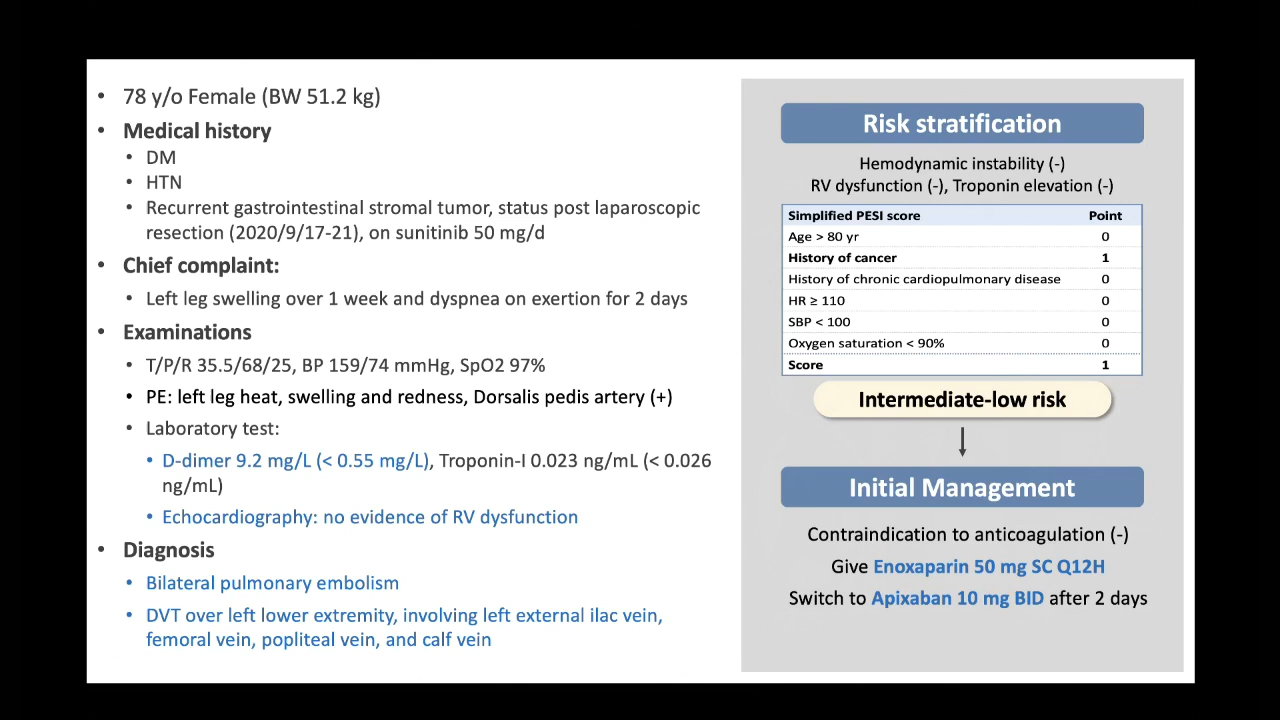 78 y/o Female (BW 51.2 kg)
Medical history
DM
HTN
Recurrent gastrointestinal stromal tumor, status post laparoscopic
resection (2020/9/17-21), on sunitinib 50 mg/d
Chief complaint:
Left leg swelling over 1 week and dyspnea on exertion for 2 days
Examinations
T/P/R 35.5/68/25, BP 159/74 mmHg, SpO2 97%
PE: left leg heat, swelling and redness, Dorsalis pedis artery (+)
Laboratory test:
D-dimer 9.2 mg/L (< 0.55 mg/L), Troponin-I 0.023 ng/mL (< 0.026
ng/mL)
Echocardiography: no evidence of RV dysfunction
Diagnosis
Bilateral pulmonary embolism
DVT over left lower extremity, involving left external ilac vein,
femoral vein, popliteal vein, and calf vein
Risk stratification
Hemodynamic instability (-)
RV dysfunction (-), Troponin elevation (-)
Simplified PESI score Point
Age > 80 yr 0
History of cancer 1
History of chronic cardiopulmonary disease 0
HR ≥ 110 0
SBP < 100 0
Oxygen saturation < 90% 0
Score 1
Intermediate-low risk
Initial Management
Contraindication to anticoagulation (-)
Give Enoxaparin 50 mg SC Q12H
Switch to Apixaban 10 mg BID after 2 days